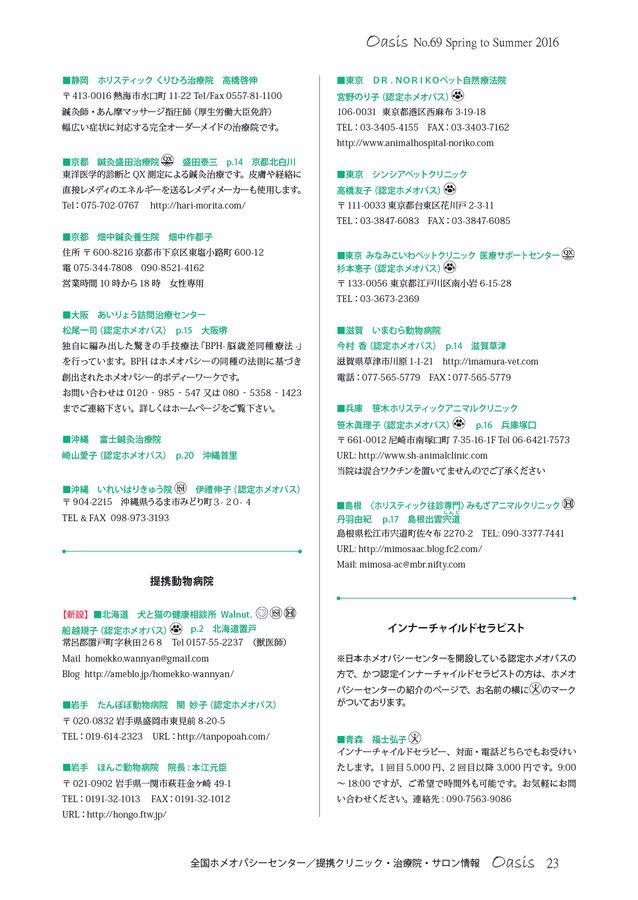 Oasis No.69 Spring to Summer 2016
■静岡　ホリスティック くりひろ治療院　高橋啓伸
〒413-0016 熱海市水口町 11-22 Tel/Fax 0557-81-1100
鍼灸師・あん摩マッサージ指圧師（厚生労働大臣免許）
幅広い症状に対応する完全オーダーメイドの治療院です。
■京都　鍼灸盛田治療院 QX　盛田泰三　p.14　京都北白川
東洋医学的診断と QX 測定による鍼灸治療です。皮膚や経絡に
直接レメディのエネルギーを送るレメディメーカーも使用します。
Tel：075-702-0767　http://hari-morita.com/
■京都　畑中鍼灸養生院　畑中作都子
住所 〒600-8216 京都市下京区東塩小路町 600-12
電 075-344-7808　090-8521-4162
営業時間 10 時から 18 時　女性専用
■大阪　あいりょう訪問治療センター
松尾一司（認定ホメオパス）　p.15　大阪堺
独自に編み出した驚きの手技療法「BPH- 脳歳差同種療法 -」
を行っています。BPH はホメオパシーの同種の法則に基づき
創出されたホメオパシー的ボディーワークです。
お問い合わせは 0120 - 985 - 547 又は 080 - 5358 - 1423
までご連絡下さい。詳しくはホームページをご覧下さい。
■沖縄　富士鍼灸治療院
崎山愛子（認定ホメオパス）　p.20　沖縄首里
■沖縄　いれいはりきゅう院　伊禮伸子（認定ホメオパス）
〒904-2215　沖縄県うるま市みどり町３-２０-４
TEL & FAX　098-973-3193
提携動物病院
【新設】■北海道　犬と猫の健康相談所 Walnut.
船越規子（認定ホメオパス）　p.2　北海道置戸
常呂郡置戸町字秋田２６８　Tel 0157-55-2237　（獣医師）
Mail homekko.wannyan@gmail.com
Blog http://ameblo.jp/homekko-wannyan/
■岩手　たんぽぽ動物病院　関 妙子（認定ホメオパス）
〒020-0832 岩手県盛岡市東見前 8-20-5
TEL：019-614-2323　URL：http://tanpopoah.com/
■岩手　ほんご動物病院　院長：本江元臣
〒021-0902 岩手県一関市萩荘金ヶ崎 49-1
TEL：0191-32-1013　FAX：0191-32-1012
URL：http://hongo.ftw.jp/
■東京　ＤＲ．ＮＯＲＩＫＯペット自然療法院
宮野のり子（認定ホメオパス）
106-0031　東京都港区西麻布 3-19-18
TEL：03-3405-4155　FAX：03-3403-7162
http://www.animalhospital-noriko.com
■東京　シンシアペットクリニック
高橋友子（認定ホメオパス）
〒111-0033 東京都台東区花川戸 2-3-11
TEL：03-3847-6083　FAX：03-3847-6085
■東京 みなみこいわペットクリニック 医療サポートセンター QX
杉本恵子（認定ホメオパス）
〒133-0056 東京都江戸川区南小岩 6-15-28
TEL：03-3673-2369
■滋賀　いまむら動物病院
今村 香（認定ホメオパス）　p.14　滋賀草津
滋賀県草津市川原 1-1-21　http://imamura-vet.com
電話：077-565-5779　FAX：077-565-5779
■兵庫　笹木ホリスティックアニマルクリニック
笹木眞理子（認定ホメオパス）　p.16　兵庫塚口
〒661-0012 尼崎市南塚口町 7-35-16-1F Tel 06-6421-7573
URL: http://www.sh-animalclinic.com
当院は混合ワクチンを置いてませんのでご了承ください
■島根　〈ホリスティック往診専門〉みもざアニマルクリニック
丹羽由紀　p.17　島根出雲宍道
島根県松江市宍道町佐々布 2270-2　TEL: 090-3377-7441
URL: http://mimosaac.blog.fc2.com/
Mail: mimosa-ac@mbr.nifty.com
インナーチャイルドセラピスト
※日本ホメオパシーセンターを開設している認定ホメオパスの
方で、かつ認定インナーチャイルドセラピストの方は、ホメオ
パシーセンターの紹介のページで、お名前の横に のマーク
がついております。
■青森　福士弘子
インナーチャイルドセラピー、対面・電話どちらでもお受けい
たします。1 回目 5,000 円、2 回目以降 3,000 円です。9:00
～ 18:00 ですが、ご希望で時間外も可能です。お気軽にお問
い合わせください。連絡先 : 090-7563-9086
全国ホメオパシーセンター／提携クリニック・治療院・サロン情報　Oasis　23